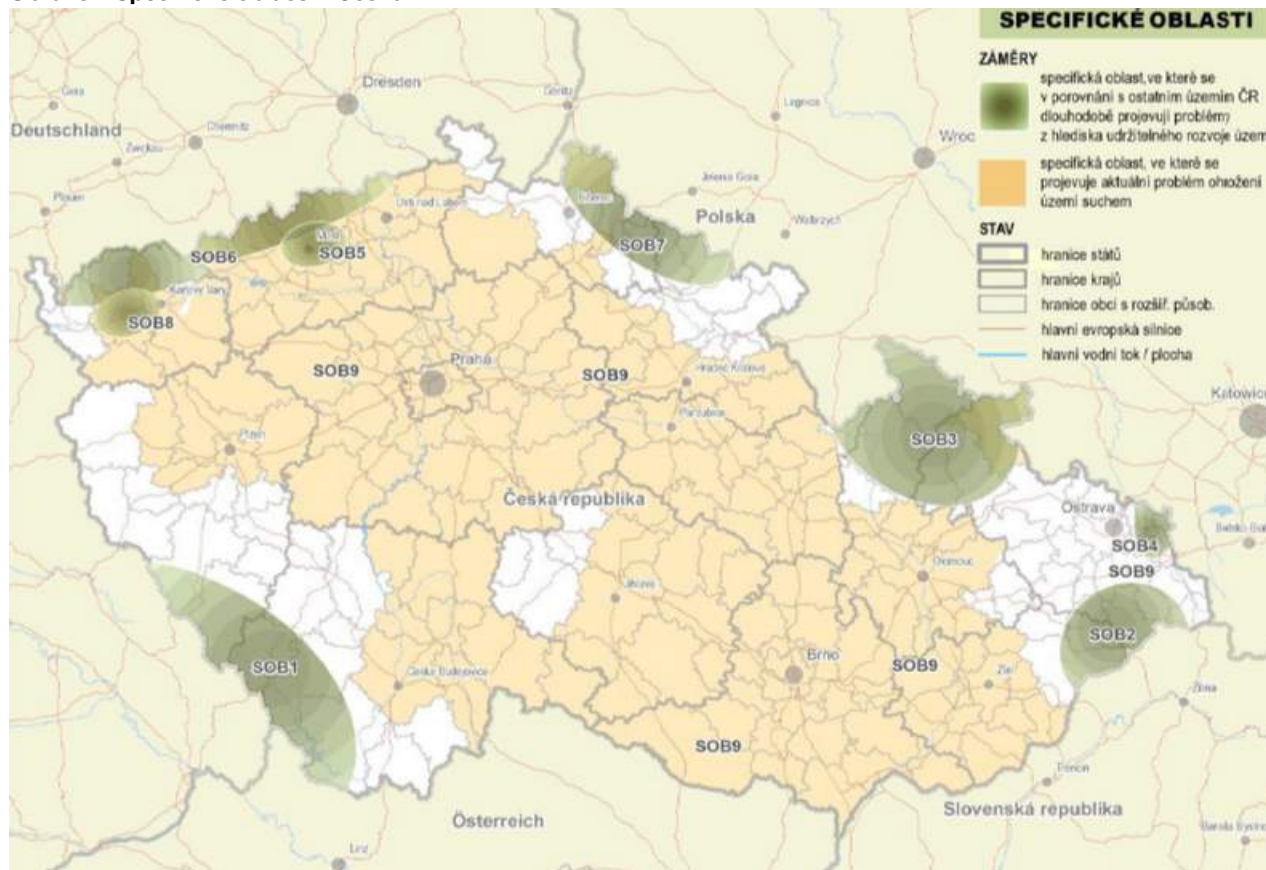 SPECIFICKÉ OBLASTI
ZÁMĚRY
specifická oblast, ve které se
v porovnání s ostatním územím ČR
dlouhodobě projevují problémy
z hlediska udržitelného rozvoje územ
specifická oblast, ve které se
projevuje aktuální problém ohrožení
území suchem
STAV
hranice států
hranice krajů
hranice obcí s rozšiř. působ.
hlavní evropská silnice
hlavní vodní tok / plocha
Dresden
Görlitz
Legnica
Gera
Deutschland
Chemnitz
Zwickau
Wroc
Plauen
Jelenia Gora
Liberec
Polska
Walbrzych
Ústí nad Labem
Most
SOB5
SOB6
SOB7
Karlovy Vary
SOB8
Praha
SOB9
SOB9
Hradec Králové
Katowice
Pardubice
Plzeň
SOB3
Česká republika
Ostrava
SOB4
SOB9
Olomouc
Jihlava
SOB2
SOB1
Brno
SOB9
Zlín
České Budějovice
Žilina
SOB9
Trenčín
Slovenská republika
Österreich
Linz